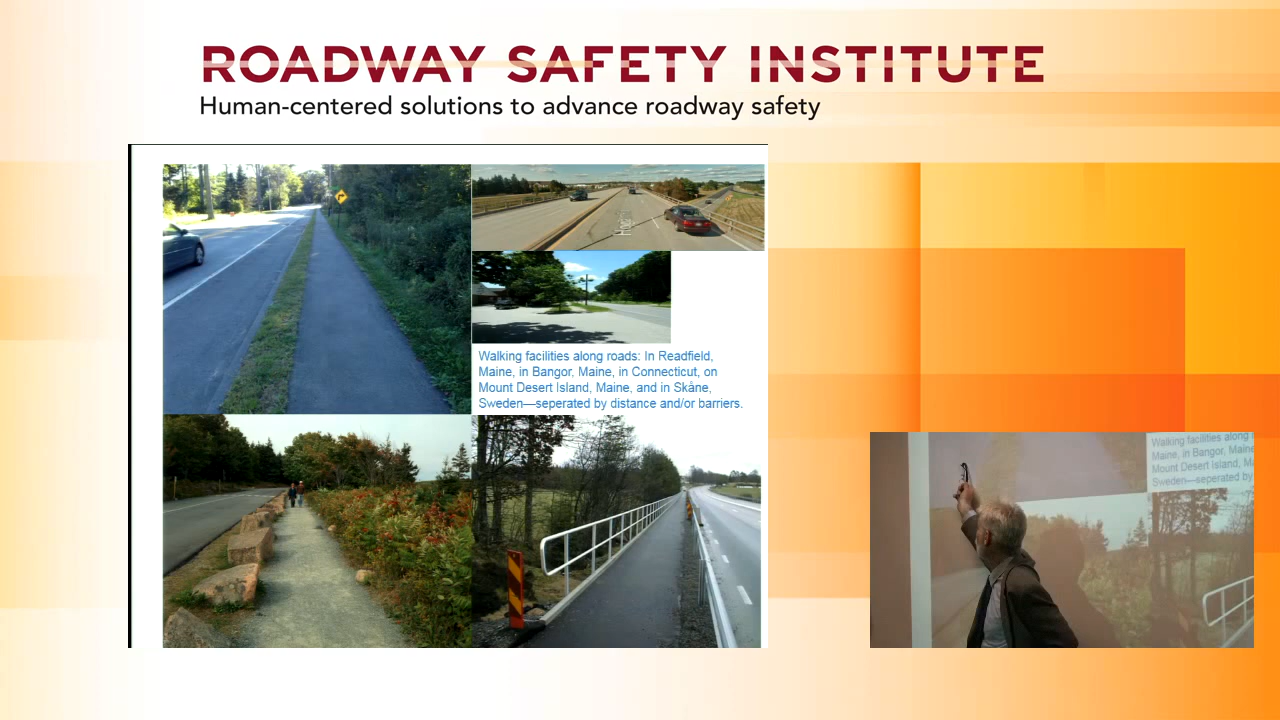 ROADWAY SAFETY INSTITUTE
Human-centered solutions to advance roadway safety
Walking facilities along roads: In Readfield,
Maine, in Bangor, Maine, in Connecticut, on
Mount Desert Island, Maine, and in Skåne,
Sweden—seperated by distance and/or barriers.
Walking facilities along
Maine, in Bangor, Maine
Mount Desert Island, M
Sweden—seperated by